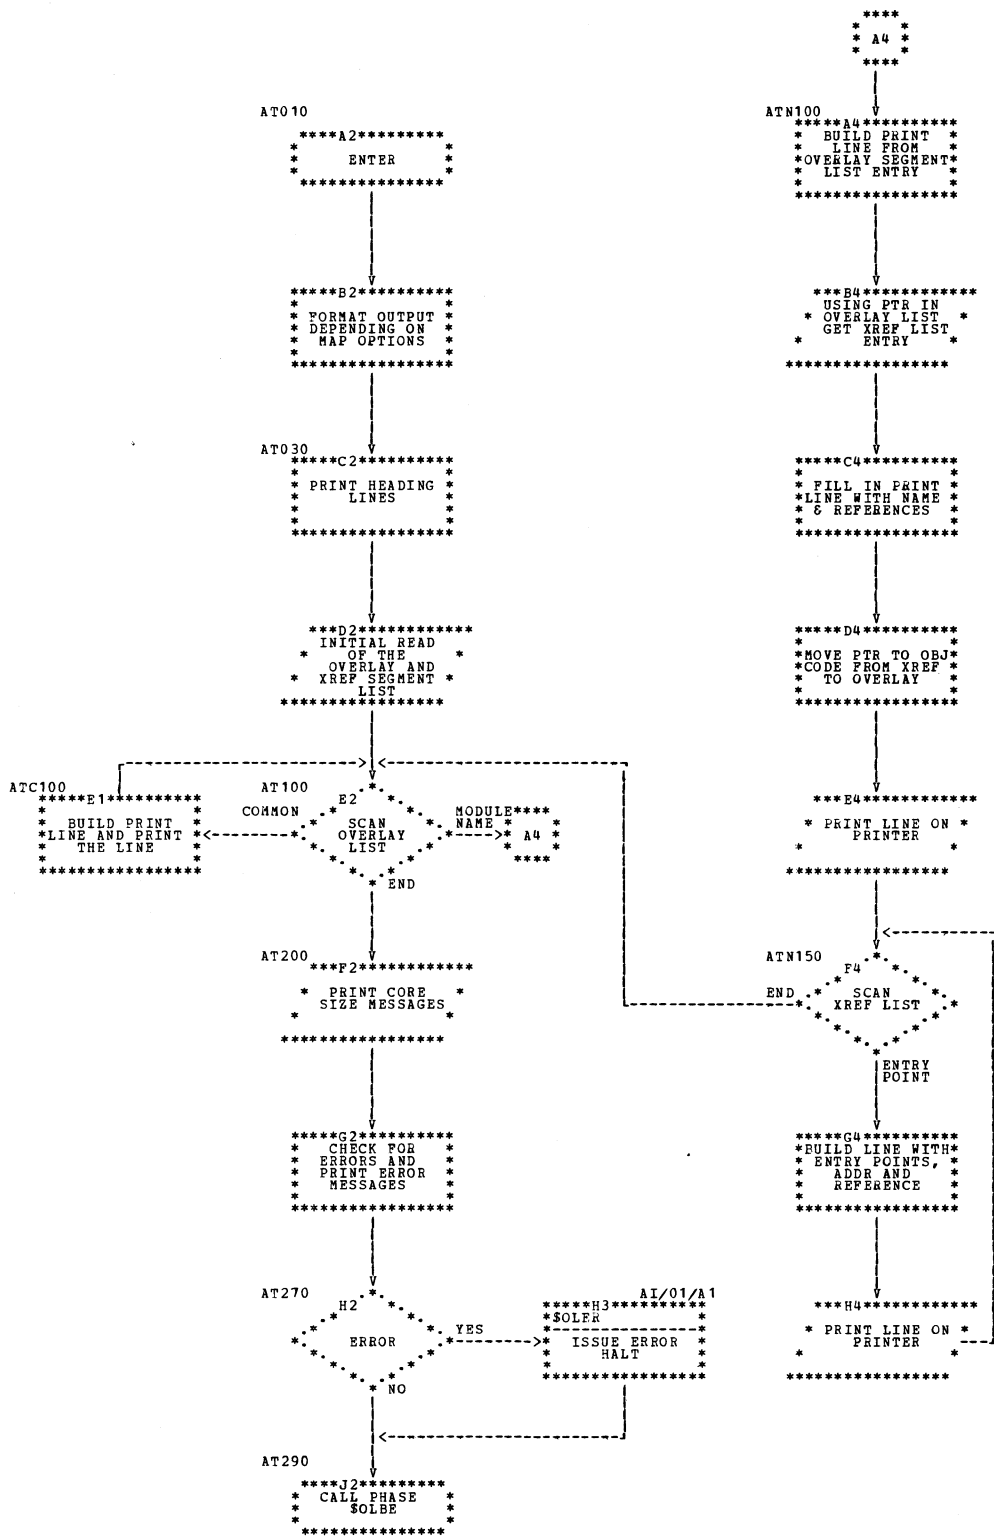 A4
AT010
A2
ENTER
B2
FORMAT OUTPUT
DEPENDING ON
MAP OPTIONS
AT030
C2
PRINT HEADING
LINES
D2
INITIAL READ
OF THE
OVERLAY AND
XREF SEGMENT
LIST
ATC100
E1
BUILD PRINT
LINE AND PRINT
THE LINE
COMMON
AT100
E2
SCAN
OVERLAY
LIST
MODULE
NAME
A4
END
AT200
F2
PRINT CORE
SIZE MESSAGES
G2
CHECK FOR
ERRORS AND
PRINT ERROR
MESSAGES
AT270
H2
ERROR
YES
NO
AI/01/A1
H3
$OLER
ISSUE ERROR
HALT
AT290
J2
CALL PHASE
$OLBE
ATN100
A4
BUILD PRINT
LINE FROM
OVERLAY SEGMENT
LIST ENTRY
B4
USING PTR IN
OVERLAY LIST
GET XREF LIST
ENTRY
C4
FILL IN PRINT
LINE WITH NAME
& REFERENCES
D4
MOVE PTR TO OBJ
CODE FROM XREF
TO OVERLAY
E4
PRINT LINE ON
PRINTER
ATN150
F4
SCAN
XREF LIST
END
ENTRY
POINT
G4
BUILD LINE WITH
ENTRY POINTS,
ADDR AND
REFERENCE
H4
PRINT LINE ON
PRINTER